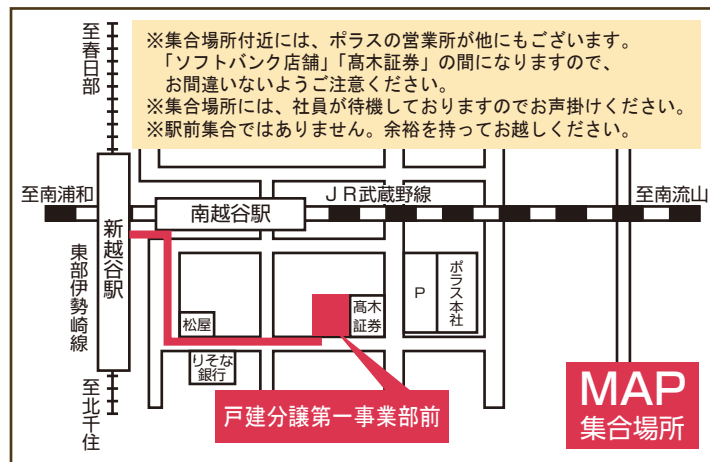 至春日部
※集合場所付近には、ポラスの営業所が他にもございます。
「ソフトバンク店舗」「髙木証券」の間になりますので、
お間違いないようご注意ください。
※集合場所には、社員が待機しておりますのでお声掛けください。
※駅前集合ではありません。余裕を持ってお越しください。
至南浦和
南越谷駅
ＪＲ武蔵野線
至南流山
新越谷駅
東部伊勢崎線
松屋
髙木
証券
P
ポラス本社
りそな
銀行
至北千住
戸建分譲第一事業部前
MAP
集合場所